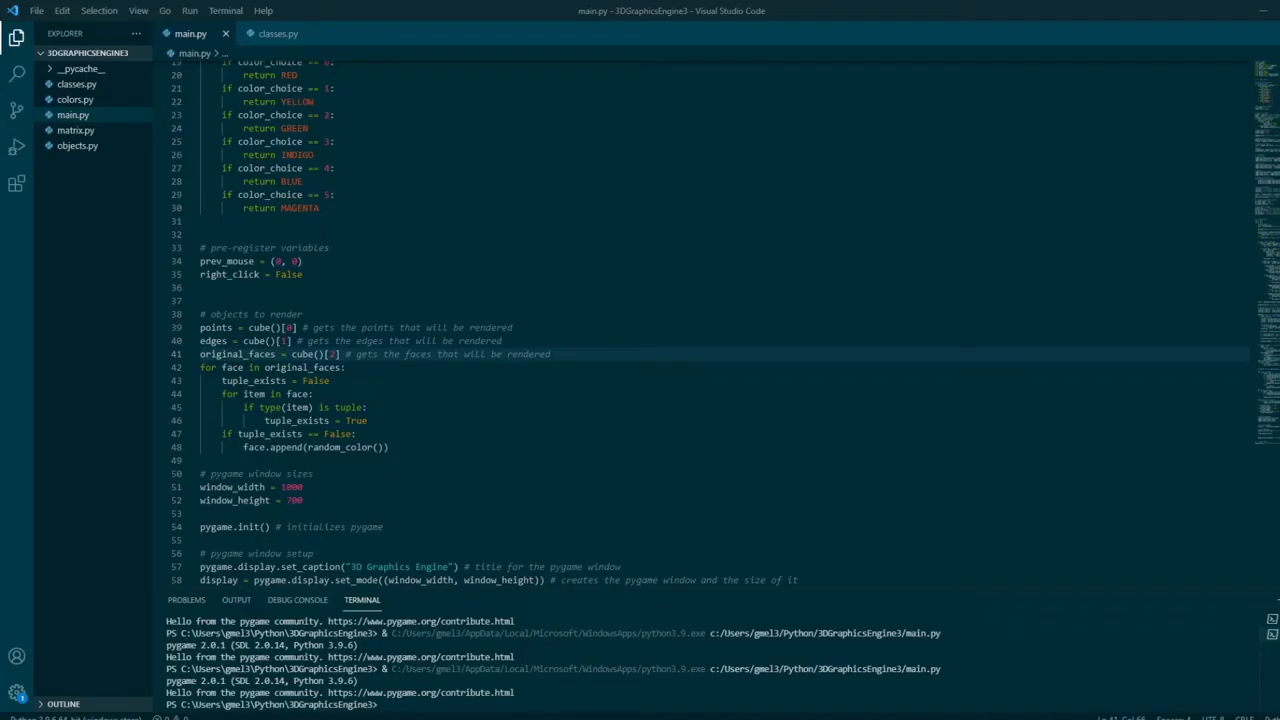 File Edit Selection View Go Run Terminal Help
main.py - 3DGraphicsEngine3 - Visual Studio Code
EXPLORER ···
3DGRAPHICSENGINE3
__pycache__
classes.py
colors.py
main.py
matrix.py
objects.py
OUTLINE
main.py classes.py
main.py > ...
19 if color_choice == 0:
20 return RED
21 if color_choice == 1:
22 return YELLOW
23 if color_choice == 2:
24 return GREEN
25 if color_choice == 3:
26 return INDIGO
27 if color_choice == 4:
28 return BLUE
29 if color_choice == 5:
30 return MAGENTA
31
32
33 # pre-register variables
34 prev_mouse = (0, 0)
35 right_click = False
36
37
38 # objects to render
39 points = cube()[0] # gets the points that will be rendered
40 edges = cube()[1] # gets the edges that will be rendered
41 original_faces = cube()[2] # gets the faces that will be rendered
42 for face in original_faces:
43 tuple_exists = False
44 for item in face:
45 if type(item) is tuple:
46 tuple_exists = True
47 if tuple_exists == False:
48 face.append(random_color())
49
50 # pygame window sizes
51 window_width = 1000
52 window_height = 700
53
54 pygame.init() # initializes pygame
55
56 # pygame window setup
57 pygame.display.set_caption("3D Graphics Engine") # title for the pygame window
58 display = pygame.display.set_mode((window_width, window_height)) # creates the pygame window and the size of it
PROBLEMS OUTPUT DEBUG CONSOLE TERMINAL
Hello from the pygame community. https://www.pygame.org/contribute.html
PS C:\Users\gmel3\Python\3DGraphicsEngine3> & C:/Users/gmel3/AppData/Local/Microsoft/WindowsApps/python3.9.exe c:/Users/gmel3/Python/3DGraphicsEngine3/main.py
pygame 2.0.1 (SDL 2.0.14, Python 3.9.6)
Hello from the pygame community. https://www.pygame.org/contribute.html
PS C:\Users\gmel3\Python\3DGraphicsEngine3> & C:/Users/gmel3/AppData/Local/Microsoft/WindowsApps/python3.9.exe c:/Users/gmel3/Python/3DGraphicsEngine3/main.py
pygame 2.0.1 (SDL 2.0.14, Python 3.9.6)
Hello from the pygame community. https://www.pygame.org/contribute.html
PS C:\Users\gmel3\Python\3DGraphicsEngine3>